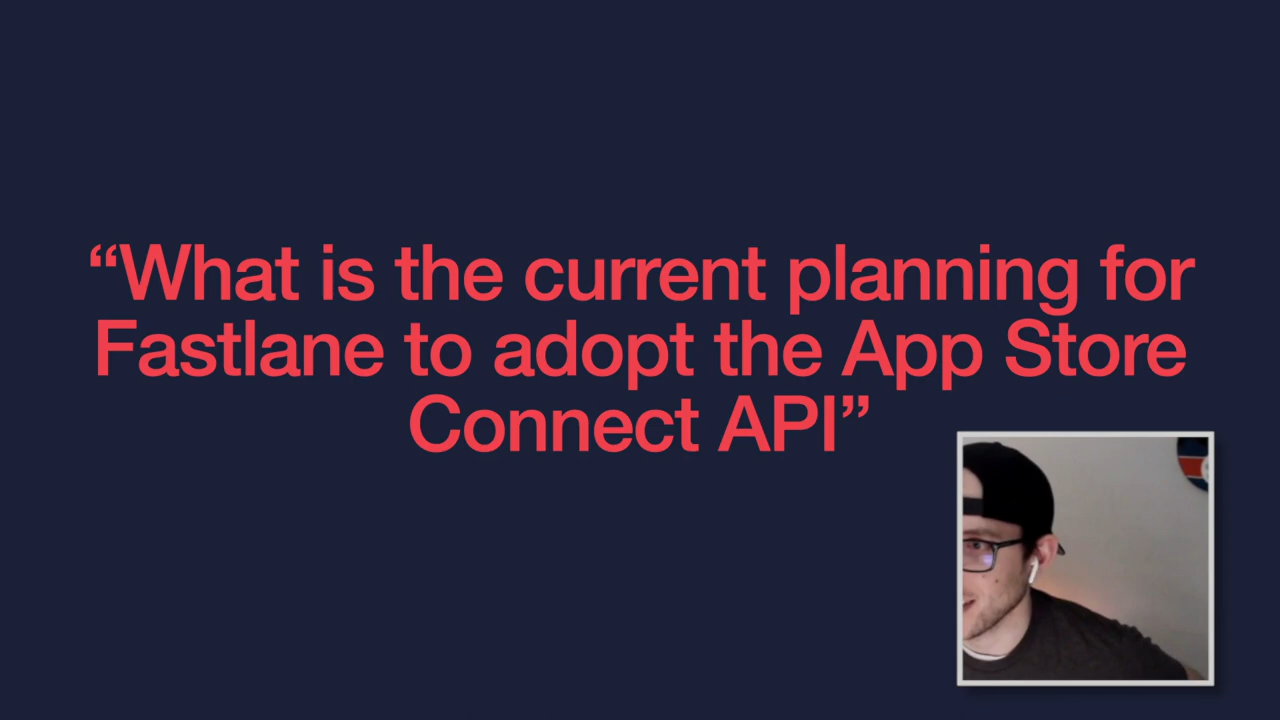 “What is the current planning for
Fastlane to adopt the App Store
Connect API”